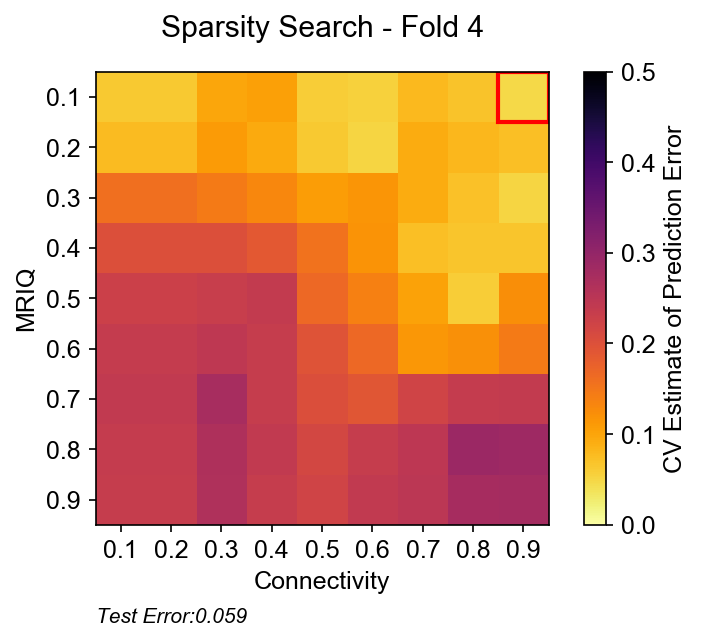 Sparsity Search - Fold 4
0.1
0.2
0.3
0.4
0.5
0.6
0.7
0.8
0.9
MRIQ
0.1 0.2 0.3 0.4 0.5 0.6 0.7 0.8 0.9
Connectivity
Test Error:0.059
0.5
0.4
0.3
0.2
0.1
0.0
CV Estimate of Prediction Error